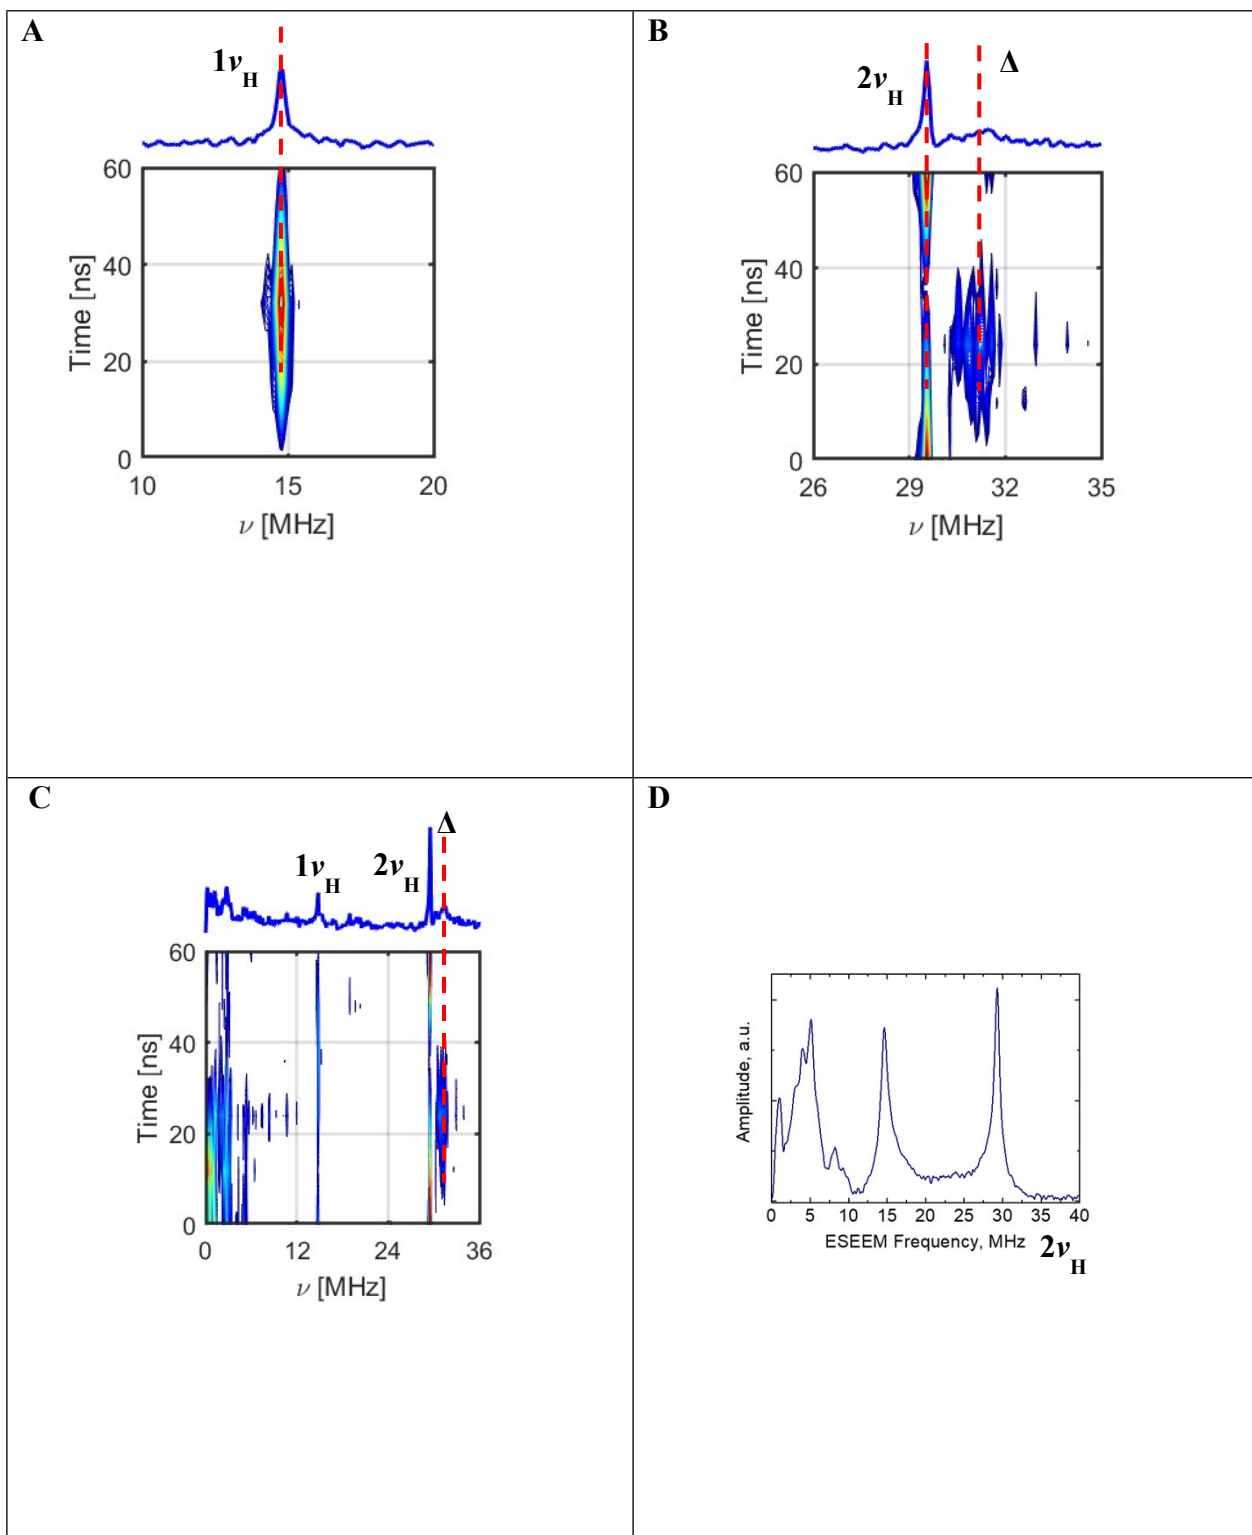 A
1νH
60
40
20
0
Time [ns]
10 15 20
ν [MHz]
B
2νH Δ
60
40
20
0
Time [ns]
26 29 32 35
ν [MHz]
C
1νH 2νH Δ
60
40
20
0
Time [ns]
0 12 24 36
ν [MHz]
D
Amplitude, a.u.
0 5 10 15 20 25 30 35 40
ESEEM Frequency, MHz 2νH